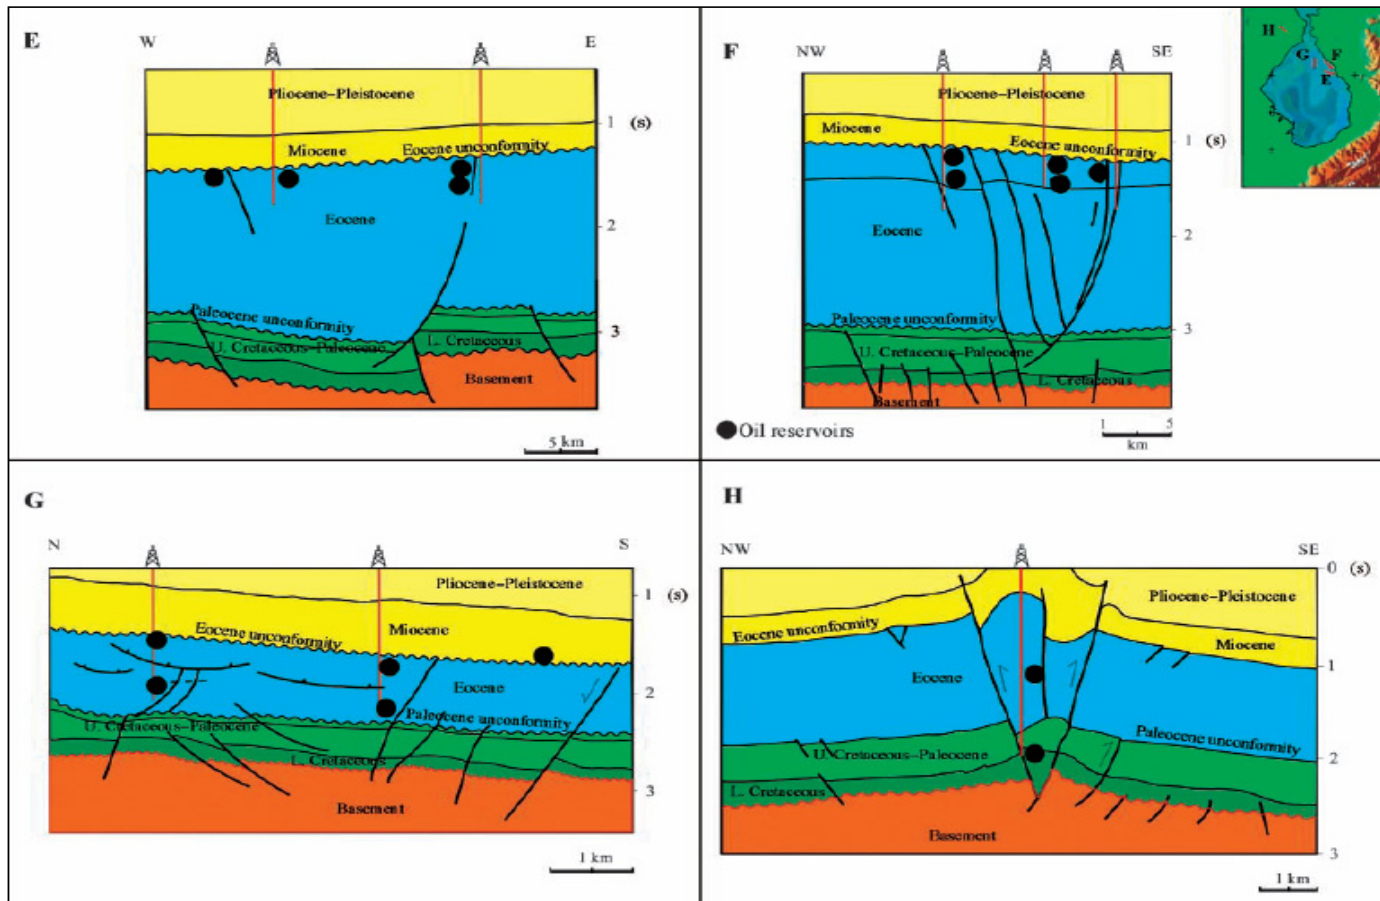 E
W
E
Pliocene–Pleistocene
1
(s)
Miocene
Eocene unconformity
Eocene
2
Paleocene unconformity
3
U. Cretaceous–Paleocene
L. Cretaceous
Basement
5 km
F
NW
SE
Pliocene–Pleistocene
Miocene
1
(s)
Eocene unconformity
Eocene
2
Paleocene unconformity
3
U. Cretaceous–Paleocene
L. Cretaceous
Basement
Oil reservoirs
1 5
km
H
G
F
E
G
N
S
Pliocene–Pleistocene
1
(s)
Eocene unconformity
Miocene
Eocene
2
Paleocene unconformity
U. Cretaceous–Paleocene
L. Cretaceous
3
Basement
1 km
H
NW
SE
0
(s)
Pliocene–Pleistocene
Eocene unconformity
Miocene
1
Eocene
Paleocene unconformity
U. Cretaceous–Paleocene
2
L. Cretaceous
Basement
3
1 km